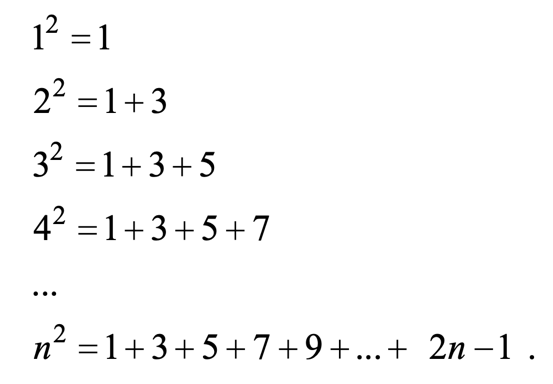 1² = 1
2² = 1 + 3
3² = 1 + 3 + 5
4² = 1 + 3 + 5 + 7
...
n² = 1 + 3 + 5 + 7 + 9 + ... + 2n − 1 .